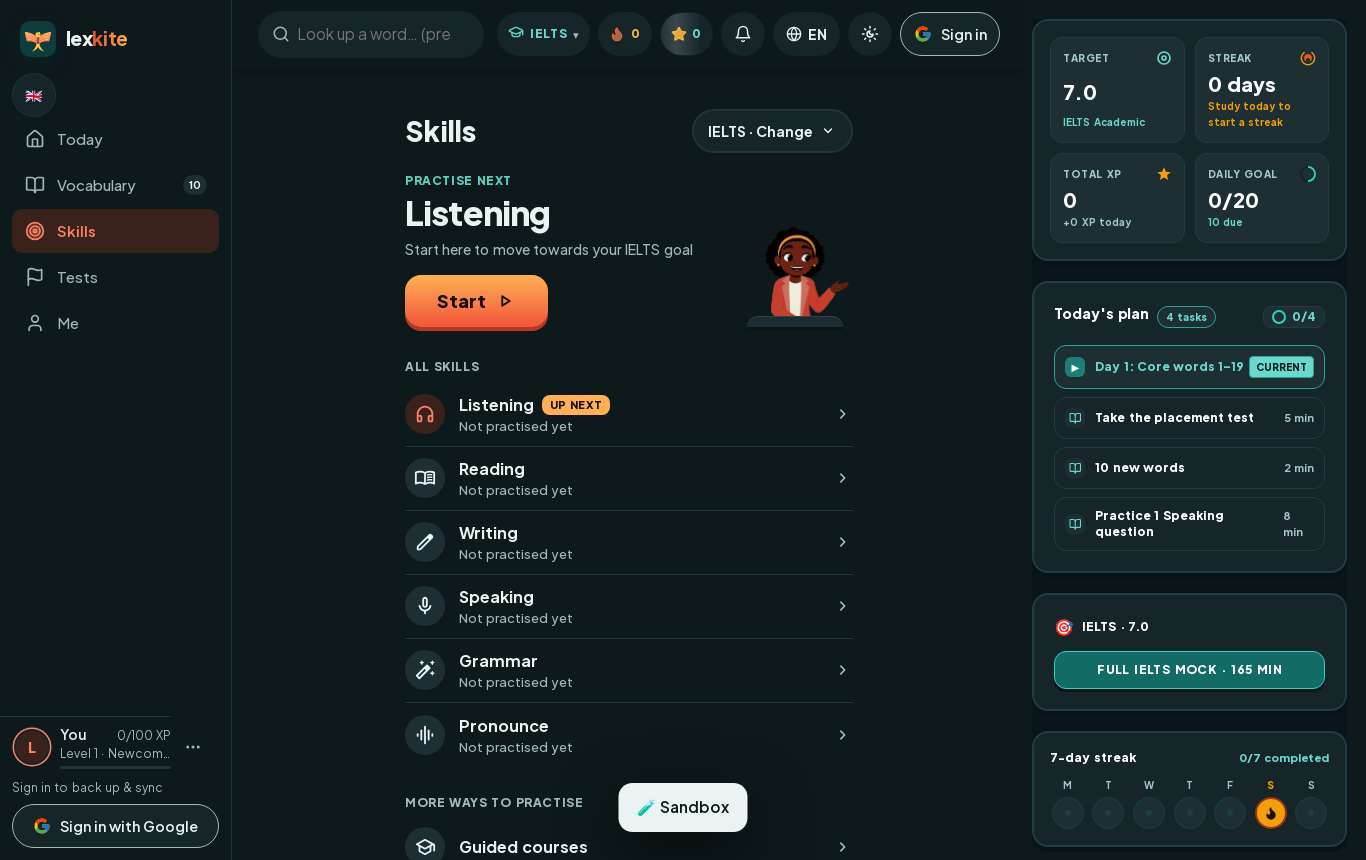 lexkite
Today
Vocabulary 10
Skills
Tests
Me
You 0/100 XP
L
Level 1 · Newcom...
Sign in to back up & sync
Sign in with Google
Look up a word... (pre
IELTS ▾
0
0
EN
Sign in
Skills
IELTS · Change
PRACTISE NEXT
Listening
Start here to move towards your IELTS goal
Start
ALL SKILLS
Listening UP NEXT
Not practised yet
Reading
Not practised yet
Writing
Not practised yet
Speaking
Not practised yet
Grammar
Not practised yet
Pronounce
Not practised yet
MORE WAYS TO PRACTISE
Guided courses
Sandbox
TARGET
7.0
IELTS Academic
STREAK
0 days
Study today to
start a streak
TOTAL XP
0
+0 XP today
DAILY GOAL
0/20
10 due
Today's plan 4 tasks 0/4
Day 1: Core words 1–19 CURRENT
Take the placement test 5 min
10 new words 2 min
Practice 1 Speaking question 8 min
IELTS · 7.0
FULL IELTS MOCK · 165 MIN
7-day streak 0/7 completed
M T W T F S S